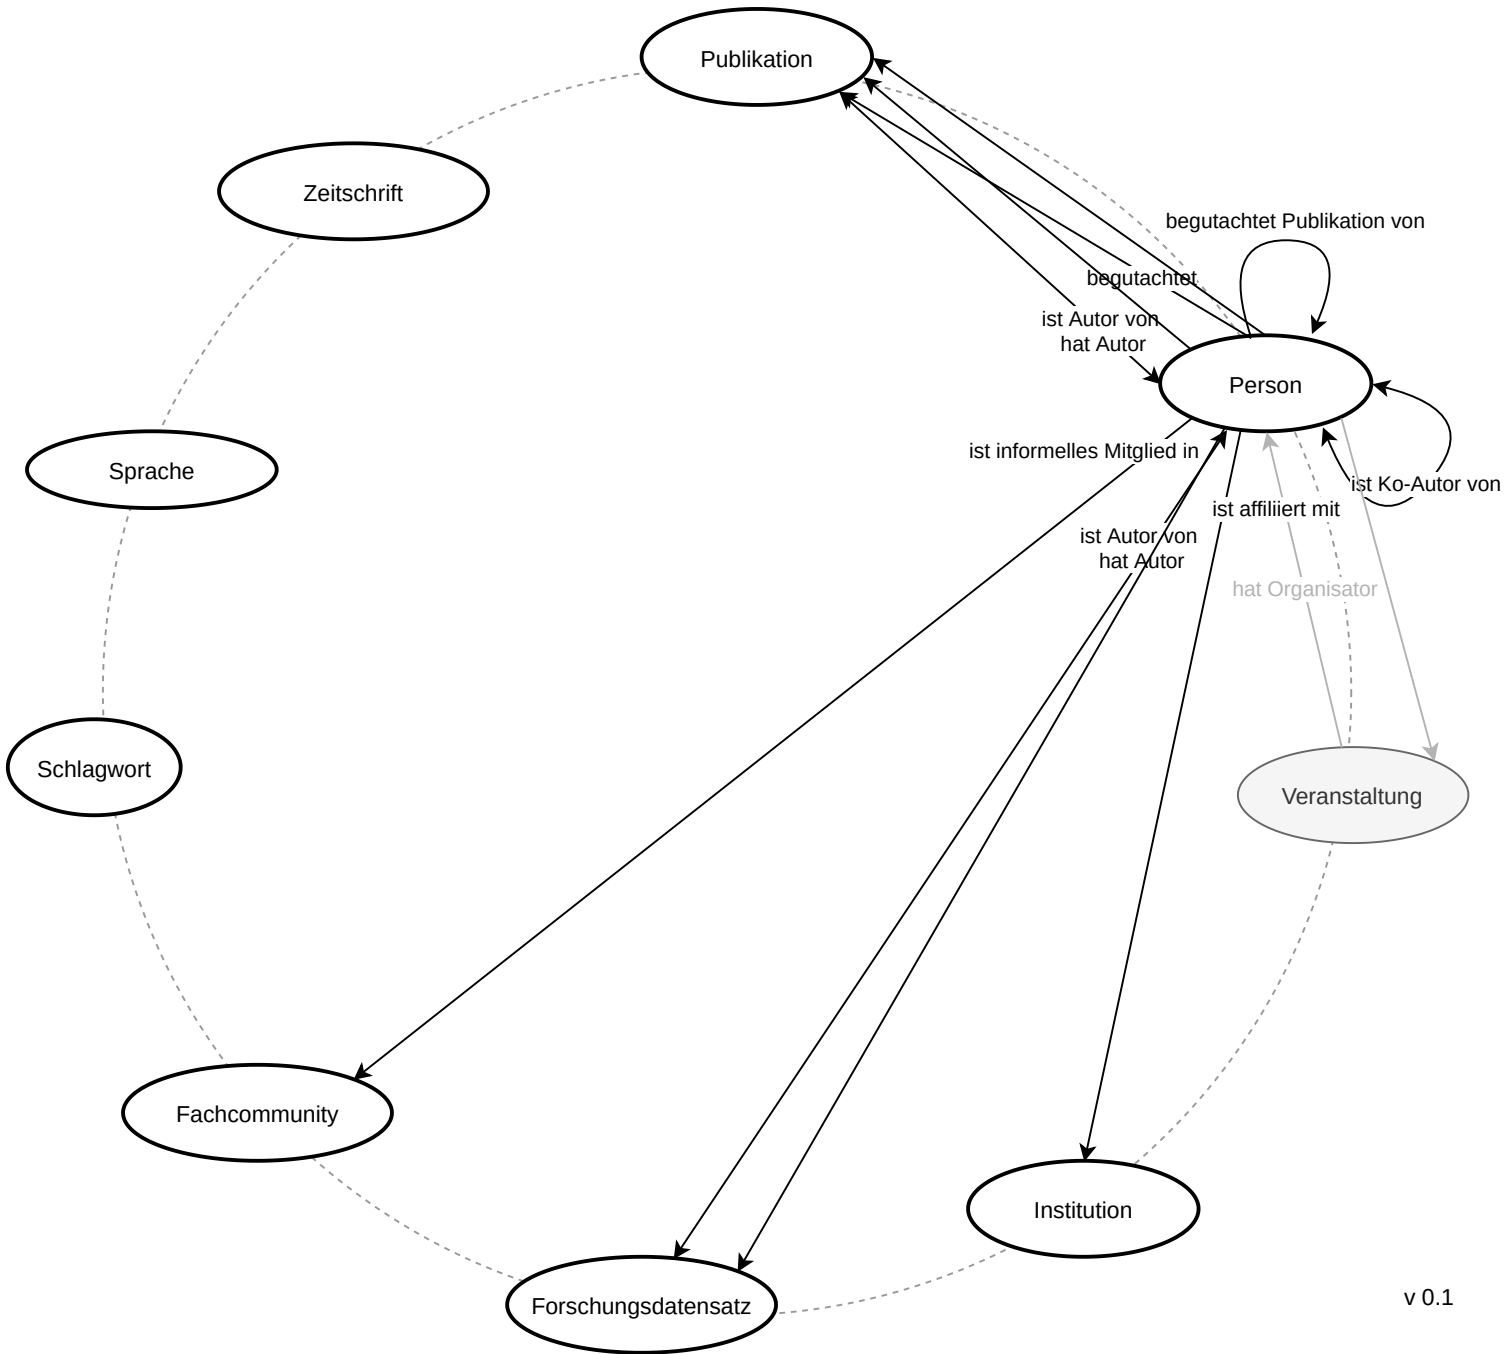 Publikation
Zeitschrift
begutachtet Publikation von
begutachtet
ist Autor von
hat Autor
Person
ist informelles Mitglied in
Sprache
ist Ko-Autor von
ist affiliiert mit
ist Autor von
hat Autor
hat Organisator
Schlagwort
Veranstaltung
Fachcommunity
Institution
Forschungsdatensatz
v 0.1